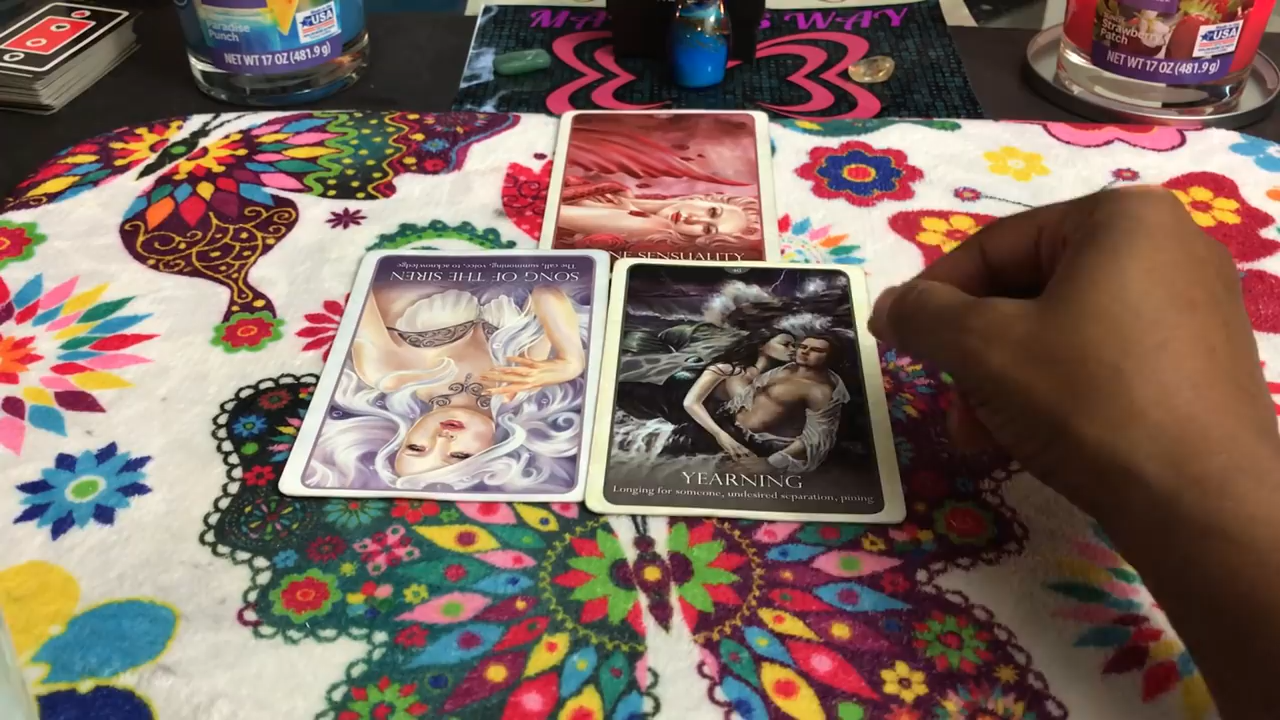 Paradise
Punch
USA
NET WT 17 OZ (481.9 g)
WAY
Strawberry
Patch
USA
NET WT 17 OZ (481.9 g)
NE SENSUALITY
SONG OF THE SIREN
The call, summoning, voice, to acknowledge
YEARNING
Longing for someone, undesired separation, pining